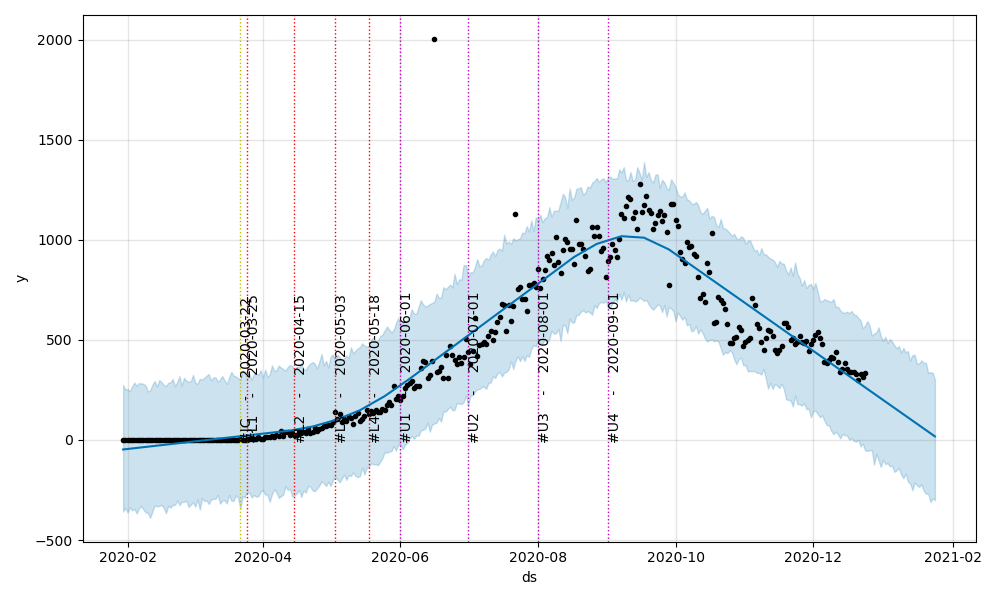 2000
1500
1000
500
0
−500
y
#JC - 2020-03-22
#L1 - 2020-03-25
#L2 - 2020-04-15
#L3 - 2020-05-03
#L4 - 2020-05-18
#U1 - 2020-06-01
#U2 - 2020-07-01
#U3 - 2020-08-01
#U4 - 2020-09-01
2020-02
2020-04
2020-06
2020-08
2020-10
2020-12
2021-02
ds